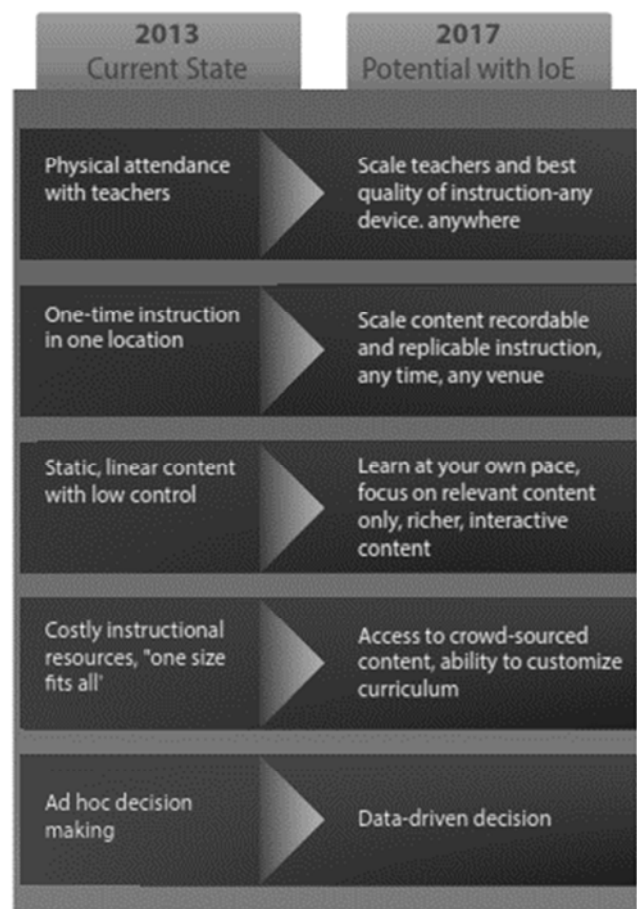 2013
Current State
2017
Potential with IoE
Physical attendance
with teachers
Scale teachers and best
quality of instruction-any
device. anywhere
One-time instruction
in one location
Scale content recordable
and replicable instruction,
any time, any venue
Static, linear content
with low control
Learn at your own pace,
focus on relevant content
only, richer, interactive
content
Costly instructional
resources, "one size
fits all'
Access to crowd-sourced
content, ability to customize
curriculum
Ad hoc decision
making
Data-driven decision